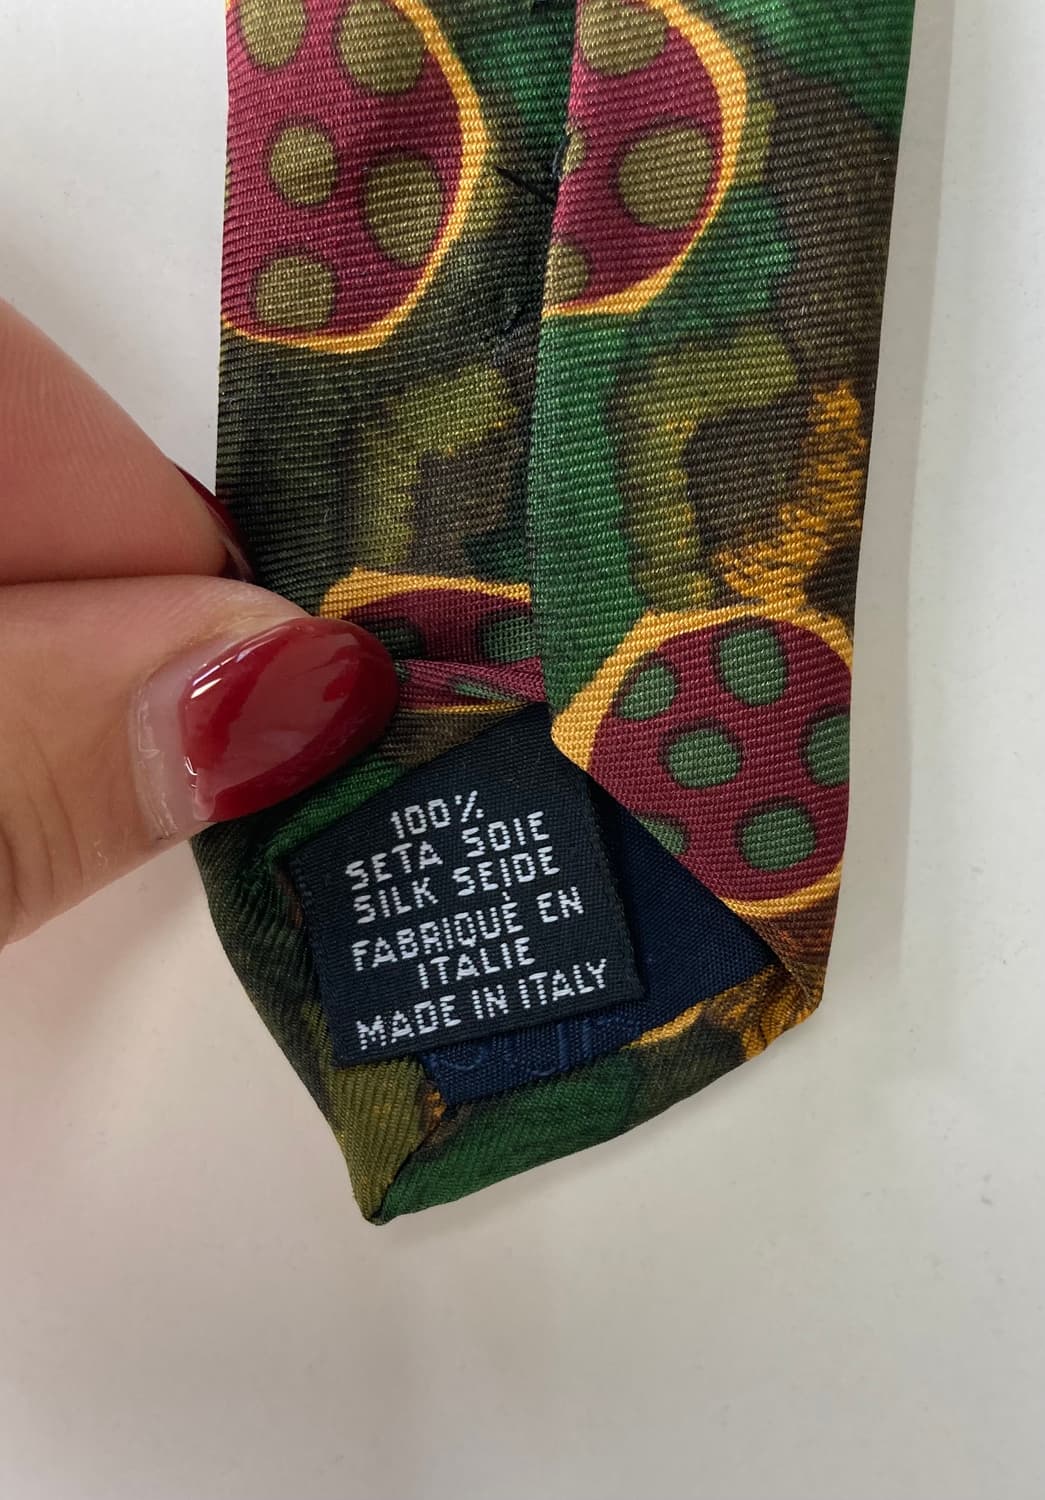 100%
SETA SOIE
SILK SEIDE
FABRIQUÉ EN
ITALIE
MADE IN ITALY